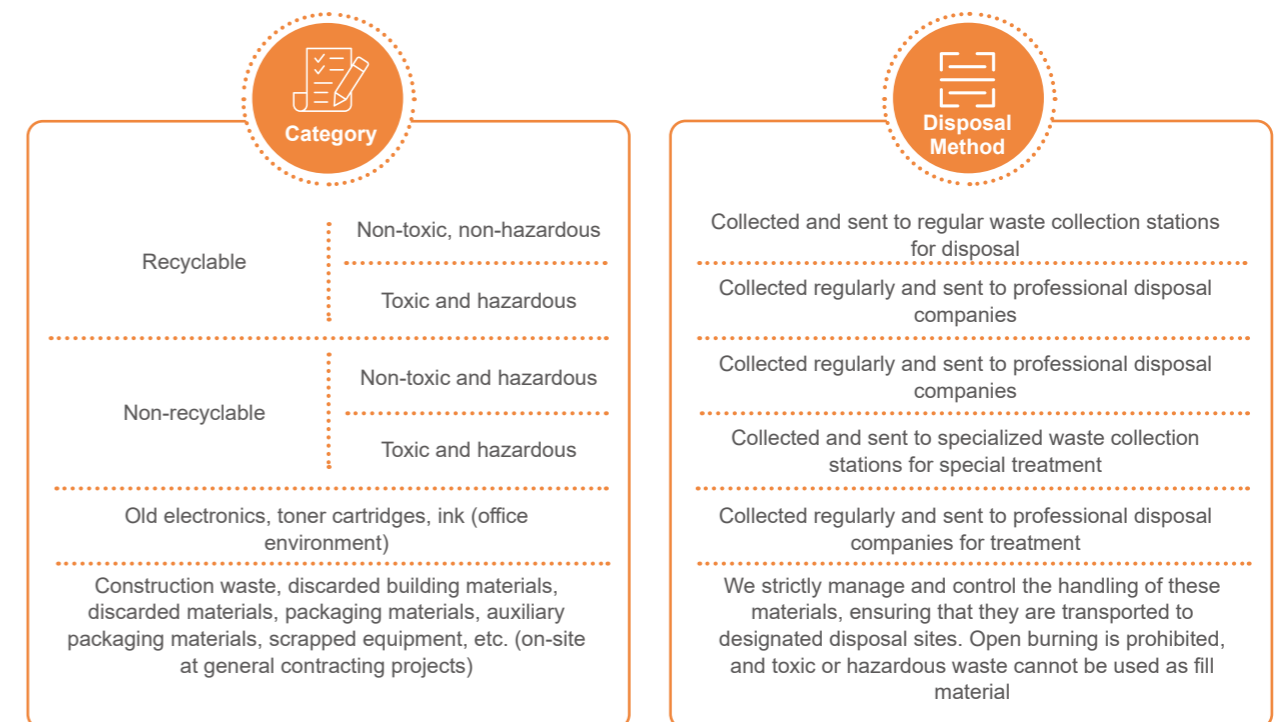 Category
Disposal
Method
Recyclable
Non-toxic, non-hazardous
Toxic and hazardous
Non-recyclable
Non-toxic and hazardous
Toxic and hazardous
Old electronics, toner cartridges, ink (office
environment)
Construction waste, discarded building materials,
discarded materials, packaging materials, auxiliary
packaging materials, scrapped equipment, etc. (on-site
at general contracting projects)
Collected and sent to regular waste collection stations
for disposal
Collected regularly and sent to professional disposal
companies
Collected regularly and sent to professional disposal
companies
Collected and sent to specialized waste collection
stations for special treatment
Collected regularly and sent to professional disposal
companies for treatment
We strictly manage and control the handling of these
materials, ensuring that they are transported to
designated disposal sites. Open burning is prohibited,
and toxic or hazardous waste cannot be used as fill
material